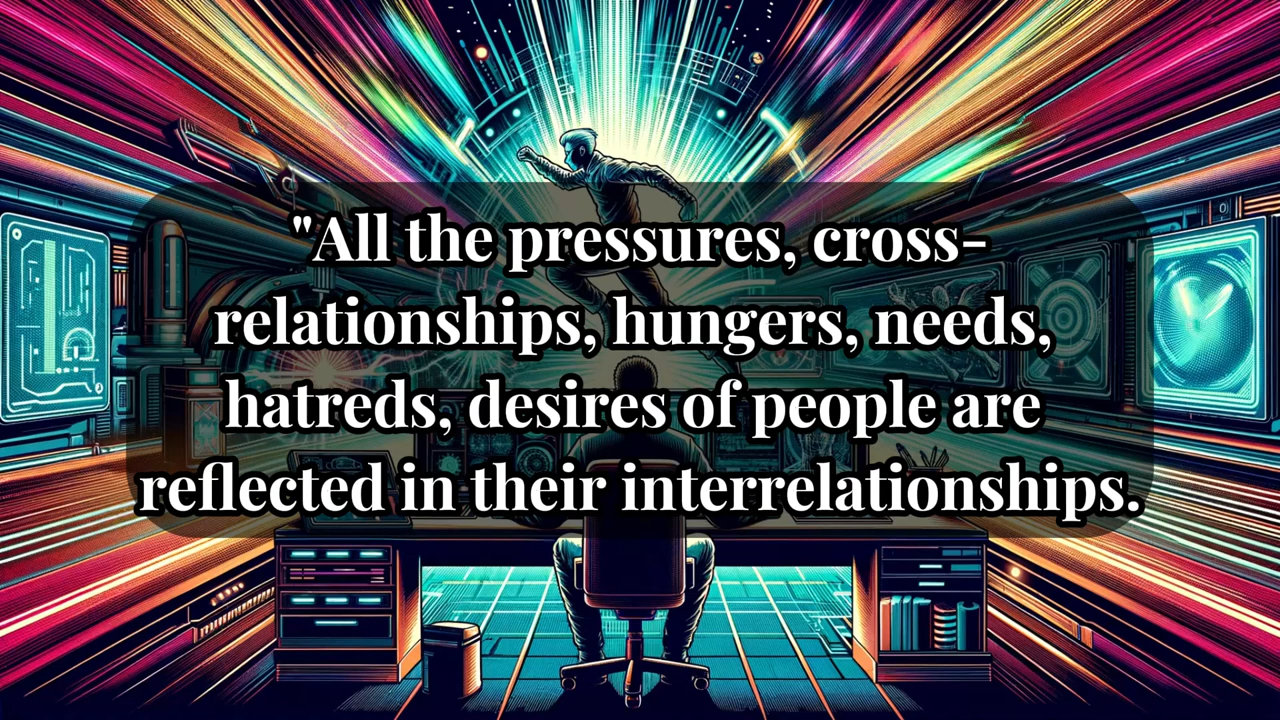 "All the pressures, cross-
relationships, hungers, needs,
hatreds, desires of people are
reflected in their interrelationships.